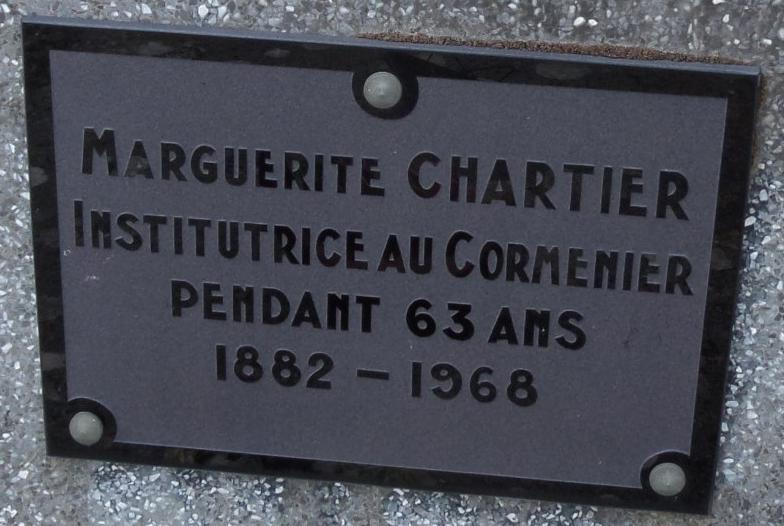 MARGUERITE CHARTIER
INSTITUTRICE AU CORMENIER
PENDANT 63 ANS
1882 - 1968